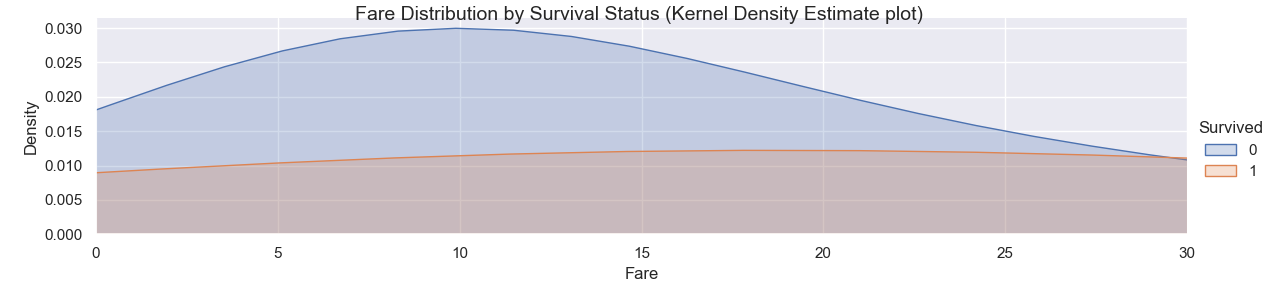 Fare Distribution by Survival Status (Kernel Density Estimate plot)
0.030
0.025
0.020
0.015
0.010
0.005
0.000
Density
0 5 10 15 20 25 30
Fare
Survived
0
1